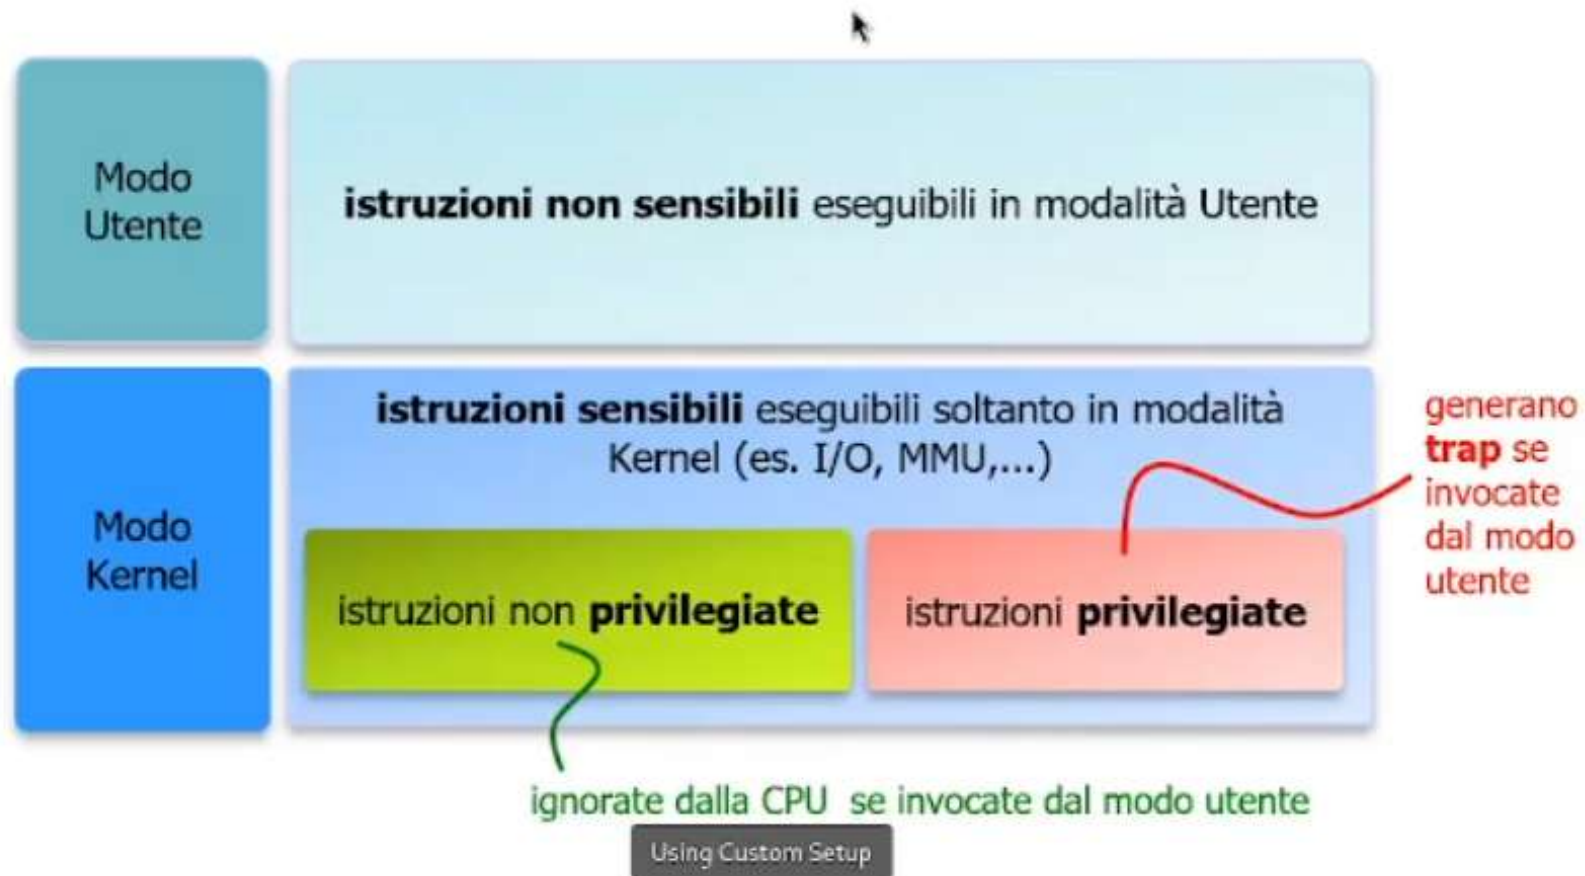 Modo
Utente
istruzioni non sensibili eseguibili in modalità Utente
Modo
Kernel
istruzioni sensibili eseguibili soltanto in modalità
Kernel (es. I/O, MMU,...)
istruzioni non privilegiate
istruzioni privilegiate
generano
trap se
invocate
dal modo
utente
ignorate dalla CPU se invocate dal modo utente
Using Custom Setup